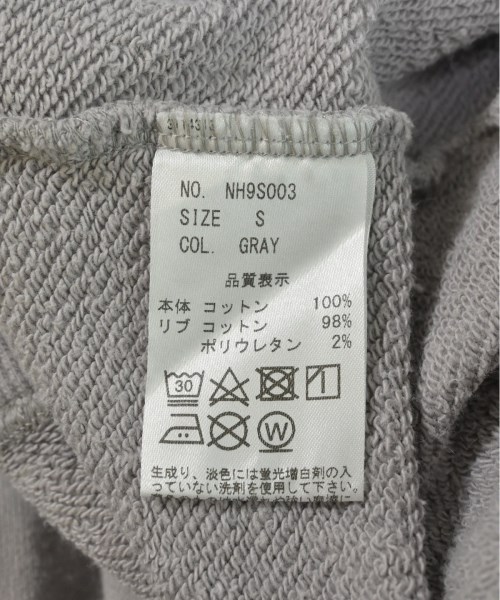 NO. NH9S003
SIZE S
COL. GRAY
品質表示
本体 コットン 100%
リブ コットン 98%
ポリウレタン 2%
30
W
生成り、淡色には蛍光増白剤の入
っていない洗剤を使用して下さい。